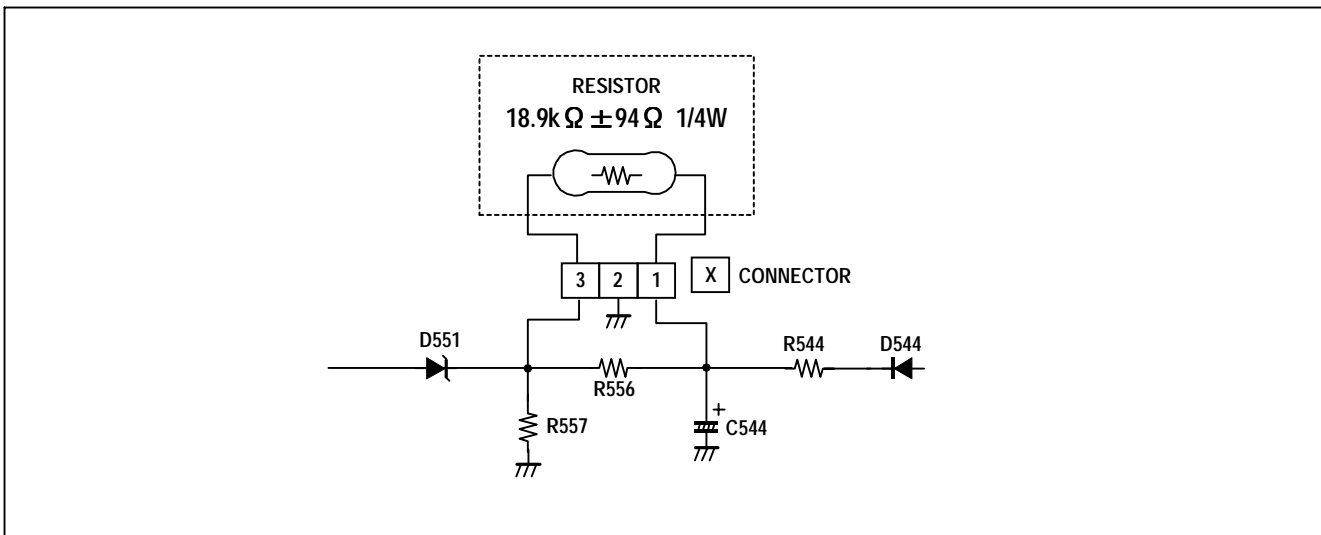 RESISTOR
18.9kΩ ±94Ω 1/4W
3 2 1 X CONNECTOR
D551
R544
D544
R556
R557
+
C544